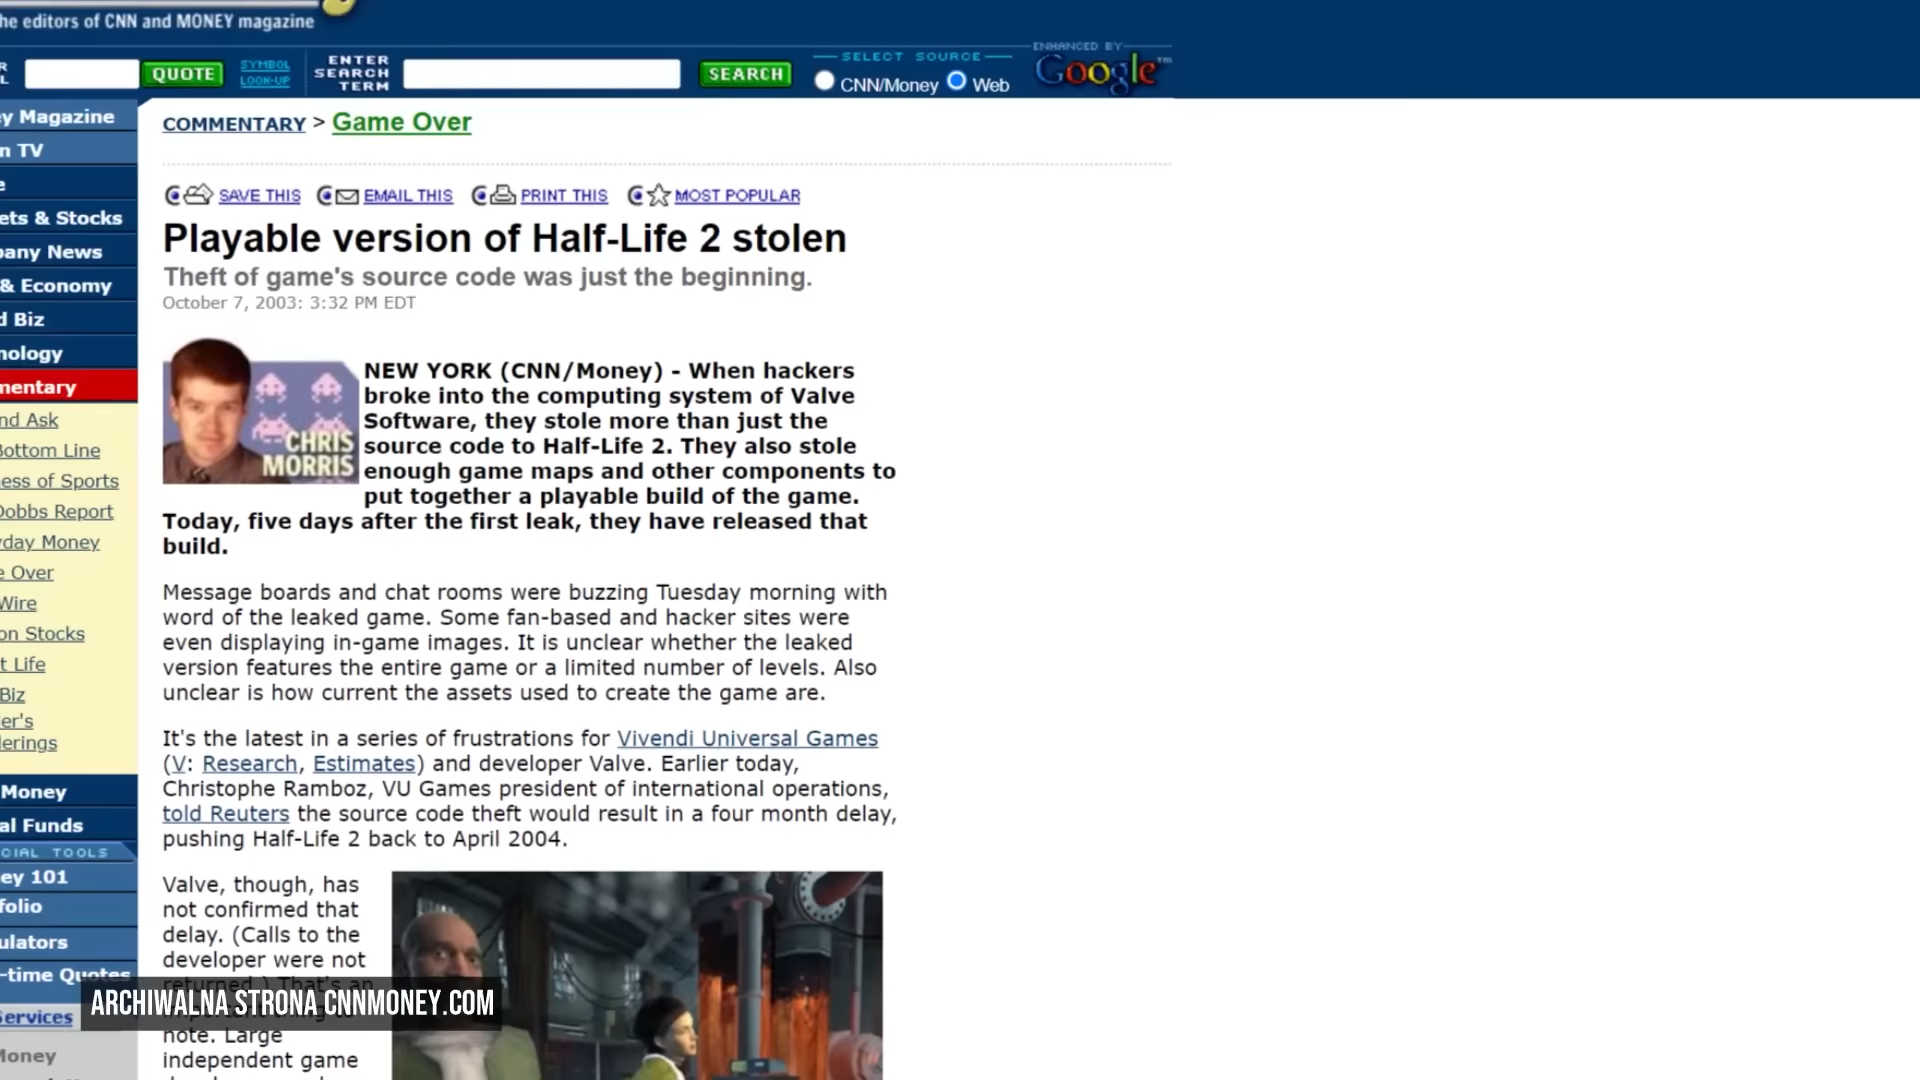 he editors of CNN and MONEY magazine
R
L
QUOTE
SYMBOL
LOOK-UP
ENTER
SEARCH
TERM
SEARCH
SELECT SOURCE
CNN/Money
Web
ENHANCED BY
Google™
y Magazine
n TV
e
ets & Stocks
pany News
& Economy
d Biz
nology
mentary
nd Ask
Bottom Line
ness of Sports
Dobbs Report
yday Money
e Over
Wire
on Stocks
t Life
Biz
er's
derings
Money
al Funds
CIAL TOOLS
ey 101
folio
ulators
-time Quotes
Services
Money
COMMENTARY > Game Over
SAVE THIS EMAIL THIS PRINT THIS MOST POPULAR
Playable version of Half-Life 2 stolen
Theft of game's source code was just the beginning.
October 7, 2003: 3:32 PM EDT
CHRIS
MORRIS
NEW YORK (CNN/Money) - When hackers
broke into the computing system of Valve
Software, they stole more than just the
source code to Half-Life 2. They also stole
enough game maps and other components to
put together a playable build of the game.
Today, five days after the first leak, they have released that
build.
Message boards and chat rooms were buzzing Tuesday morning with
word of the leaked game. Some fan-based and hacker sites were
even displaying in-game images. It is unclear whether the leaked
version features the entire game or a limited number of levels. Also
unclear is how current the assets used to create the game are.
It's the latest in a series of frustrations for Vivendi Universal Games
(V: Research, Estimates) and developer Valve. Earlier today,
Christophe Ramboz, VU Games president of international operations,
told Reuters the source code theft would result in a four month delay,
pushing Half-Life 2 back to April 2004.
Valve, though, has
not confirmed that
delay. (Calls to the
developer were not
returned.) That's an
note. Large
independent game
ARCHIWALNA STRONA CNNMONEY.COM